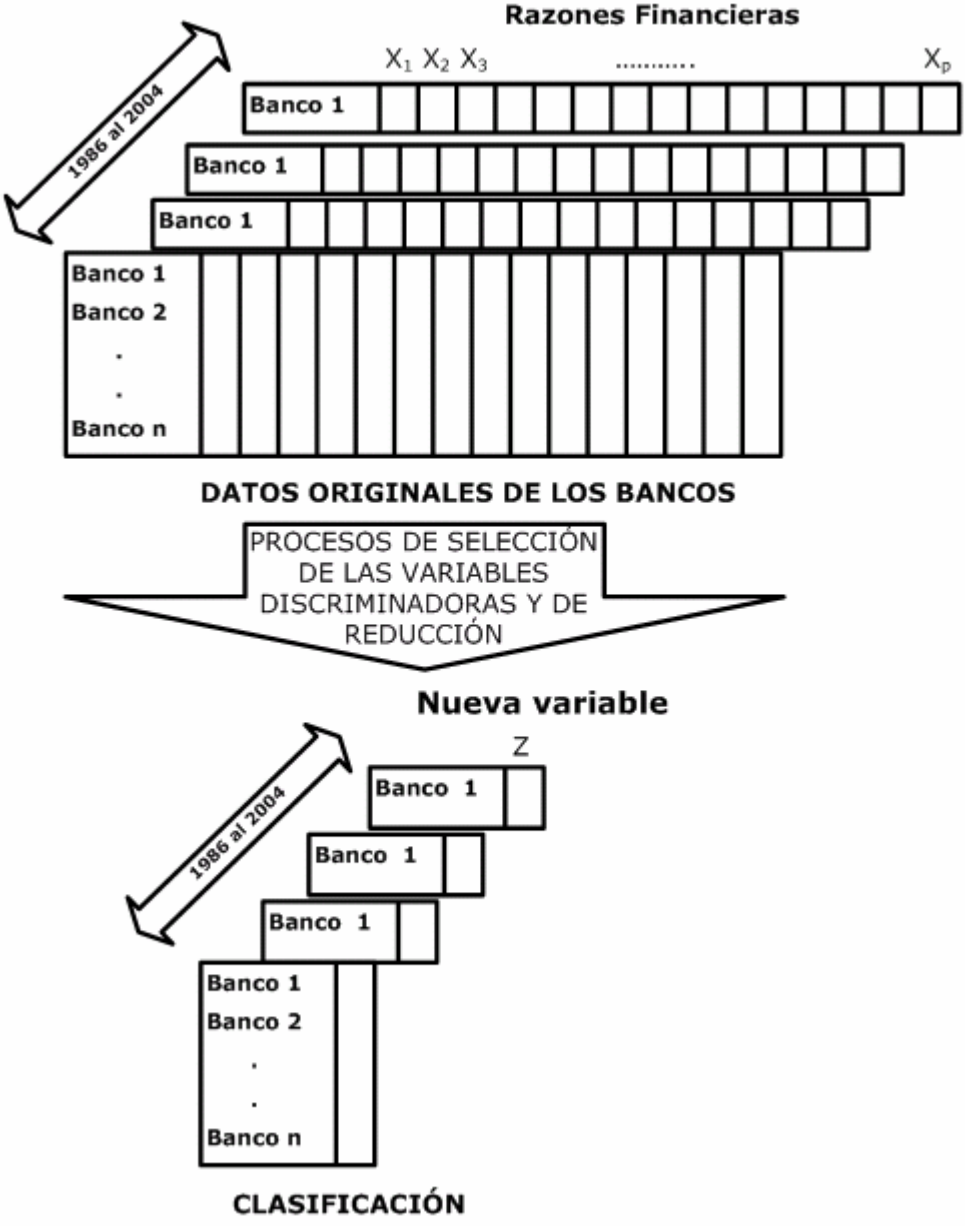 Razones Financieras
X1 X2 X3 ........... Xp
1986 al 2004
Banco 1
Banco 1
Banco 1
Banco 1
Banco 2
.
.
Banco n
DATOS ORIGINALES DE LOS BANCOS
PROCESOS DE SELECCIÓN
DE LAS VARIABLES
DISCRIMINADORAS Y DE
REDUCCIÓN
Nueva variable
Z
1986 al 2004
Banco 1
Banco 1
Banco 1
Banco 1
Banco 2
.
.
Banco n
CLASIFICACIÓN